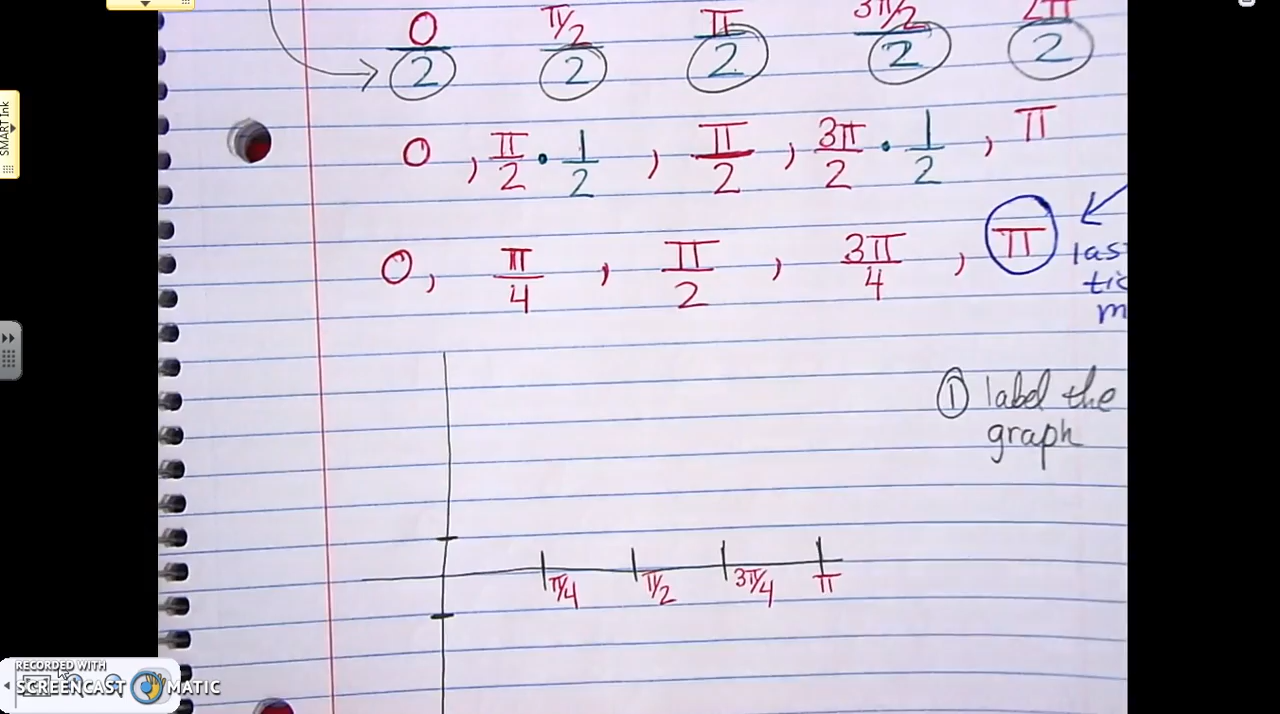 0/2 π/2/2 π/2 3π/2/2 2π/2
0 , π/2 · 1/2 , π/2 , 3π/2 · 1/2 , π
0, π/4 , π/2 , 3π/4 , π
las
tic
m
① label the
graph
π/4 π/2 3π/4 π
SMART Ink
RECORDED WITH
SCREENCAST MATIC